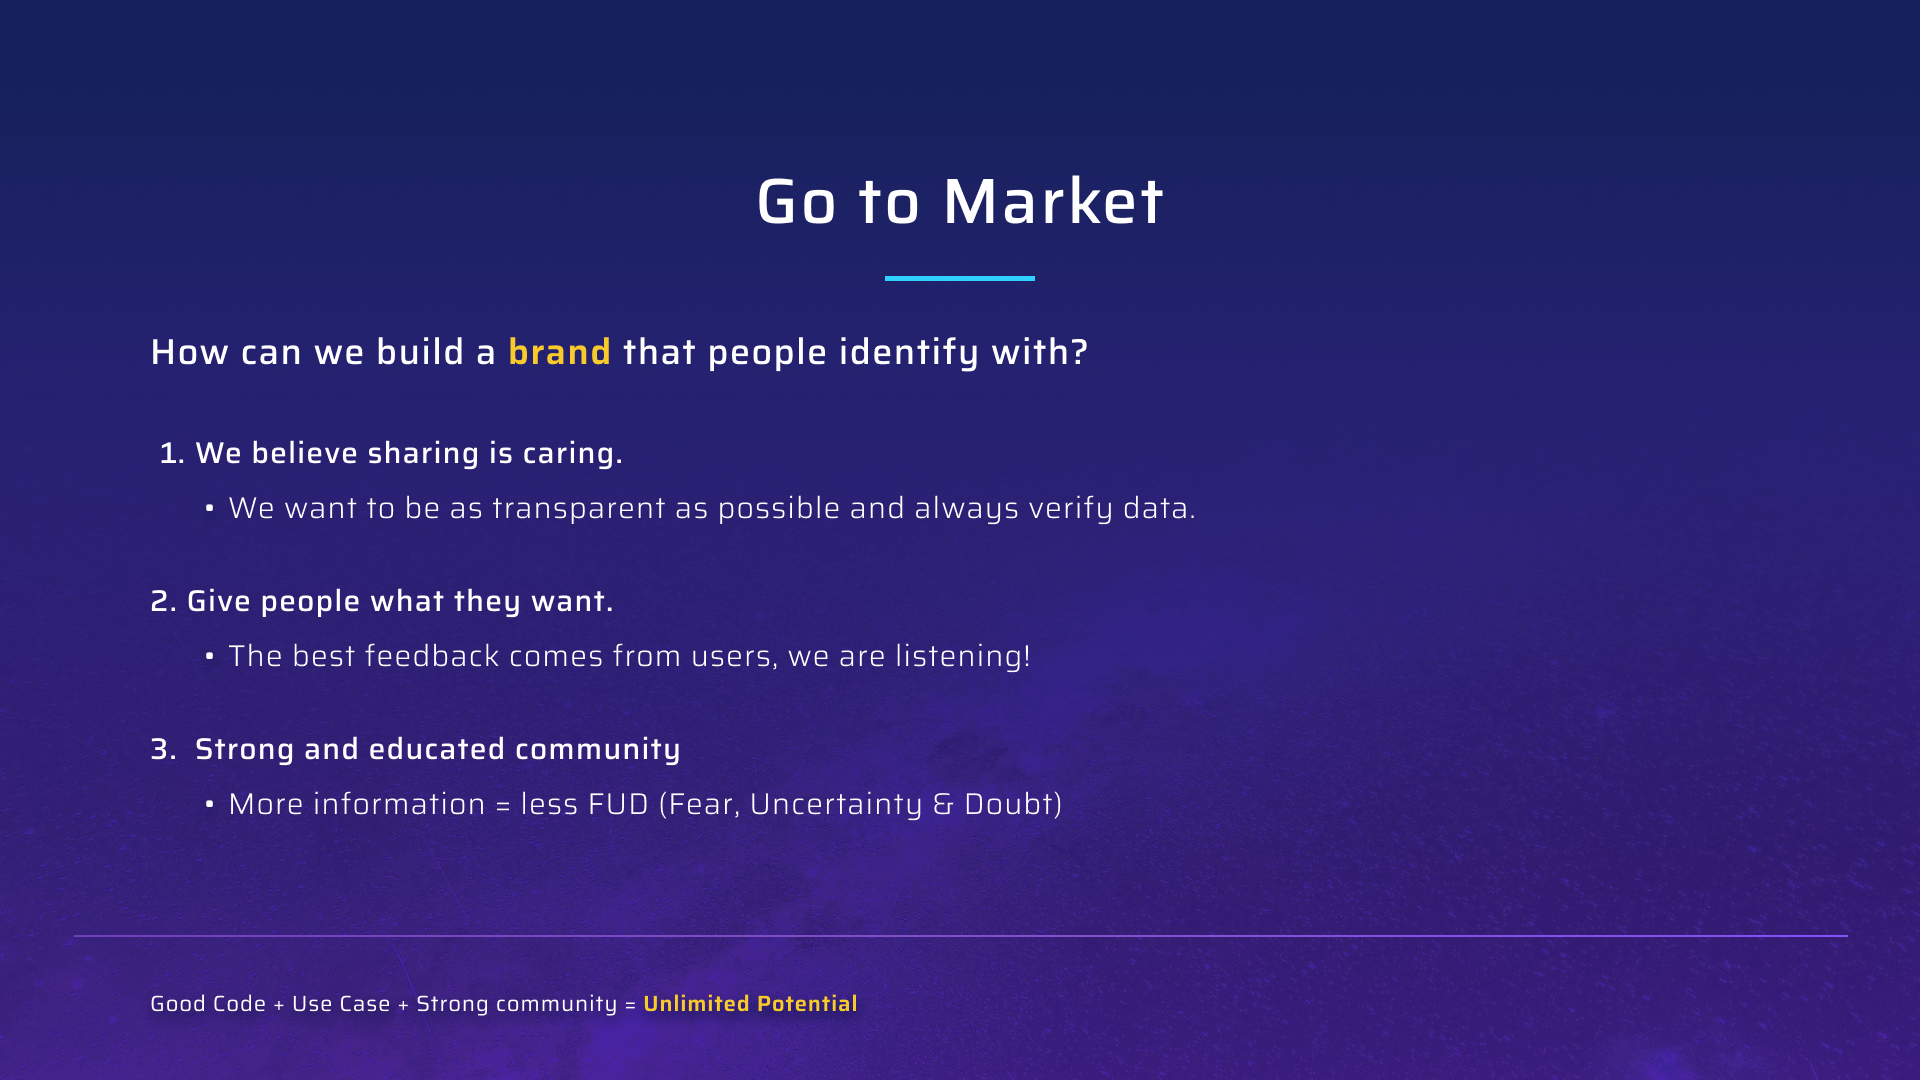 Go to Market
How can we build a brand that people identify with?
1. We believe sharing is caring.
• We want to be as transparent as possible and always verify data.
2. Give people what they want.
• The best feedback comes from users, we are listening!
3. Strong and educated community
• More information = less FUD (Fear, Uncertainty & Doubt)
Good Code + Use Case + Strong community = Unlimited Potential